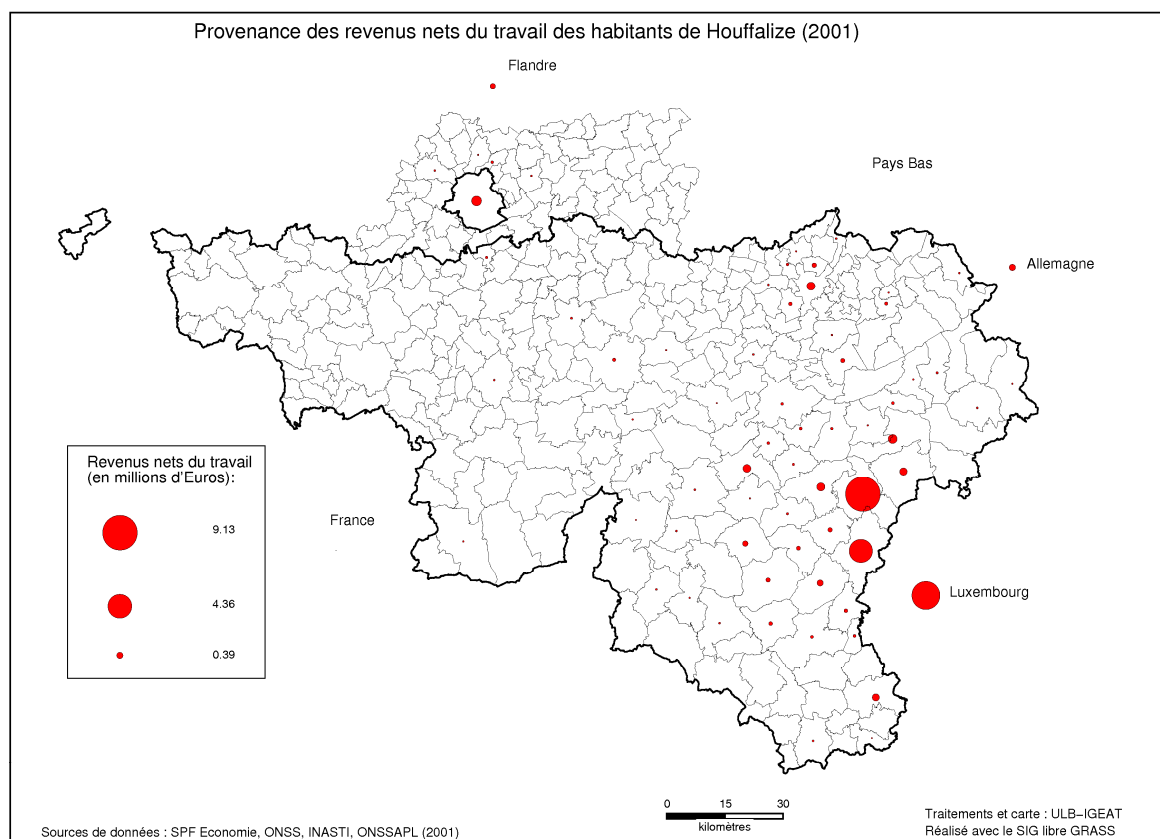 Provenance des revenus nets du travail des habitants de Houffalize (2001)
Flandre
Pays Bas
Allemagne
Revenus nets du travail
(en millions d'Euros):
9.13
4.36
0.39
France
Luxembourg
0 15 30
kilomètres
Sources de données : SPF Economie, ONSS, INASTI, ONSSAPL (2001)
Traitements et carte : ULB-IGEAT
Réalisé avec le SIG libre GRASS